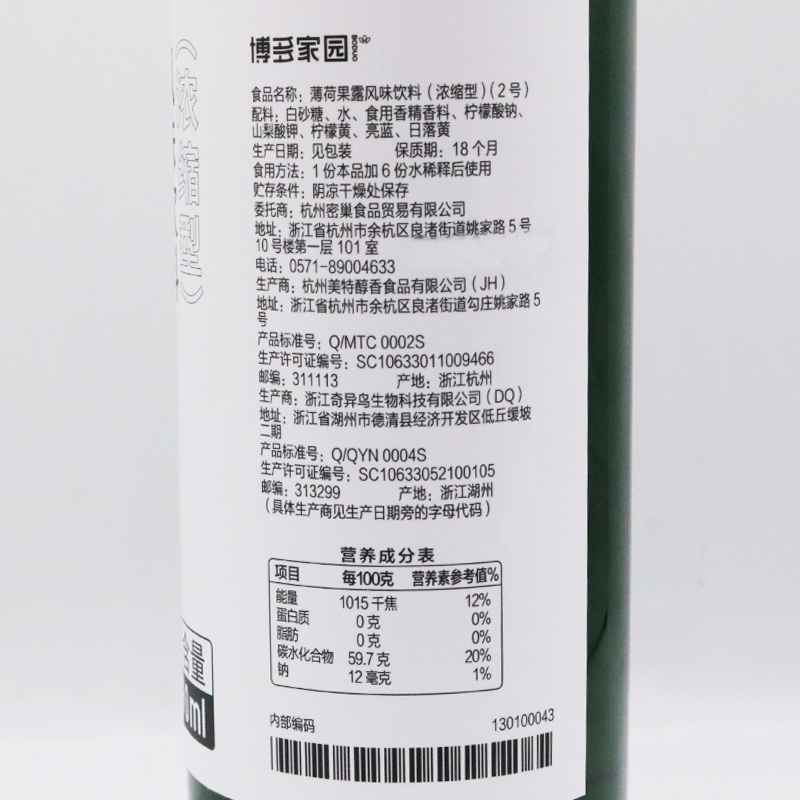 博多家园
BODUO
食品名称：薄荷果露风味饮料（浓缩型）（2号）
配料：白砂糖、水、食用香精香料、柠檬酸钠、
山梨酸钾、柠檬黄、亮蓝、日落黄
生产日期：见包装 保质期：18个月
食用方法：1份本品加6份水稀释后使用
贮存条件：阴凉干燥处保存
委托商：杭州密巢食品贸易有限公司
地址：浙江省杭州市余杭区良渚街道姚家路5号
10号楼第一层101室
电话：0571-89004633
生产商：杭州美特醇香食品有限公司（JH）
地址：浙江省杭州市余杭区良渚街道勾庄姚家路5
号
产品标准号：Q/MTC 0002S
生产许可证编号：SC10633011009466
邮编：311113 产地：浙江杭州
生产商：浙江奇异鸟生物科技有限公司（DQ）
地址：浙江省湖州市德清县经济开发区低丘缓坡
二期
产品标准号：Q/QYN 0004S
生产许可证编号：SC10633052100105
邮编：313299 产地：浙江湖州
（具体生产商见生产日期旁的字母代码）
营养成分表
项目 每100克 营养素参考值%
能量 1015千焦 12%
蛋白质 0克 0%
脂肪 0克 0%
碳水化合物 59.7克 20%
钠 12毫克 1%
内部编码 130100043
（浓缩型）
含量
0ml